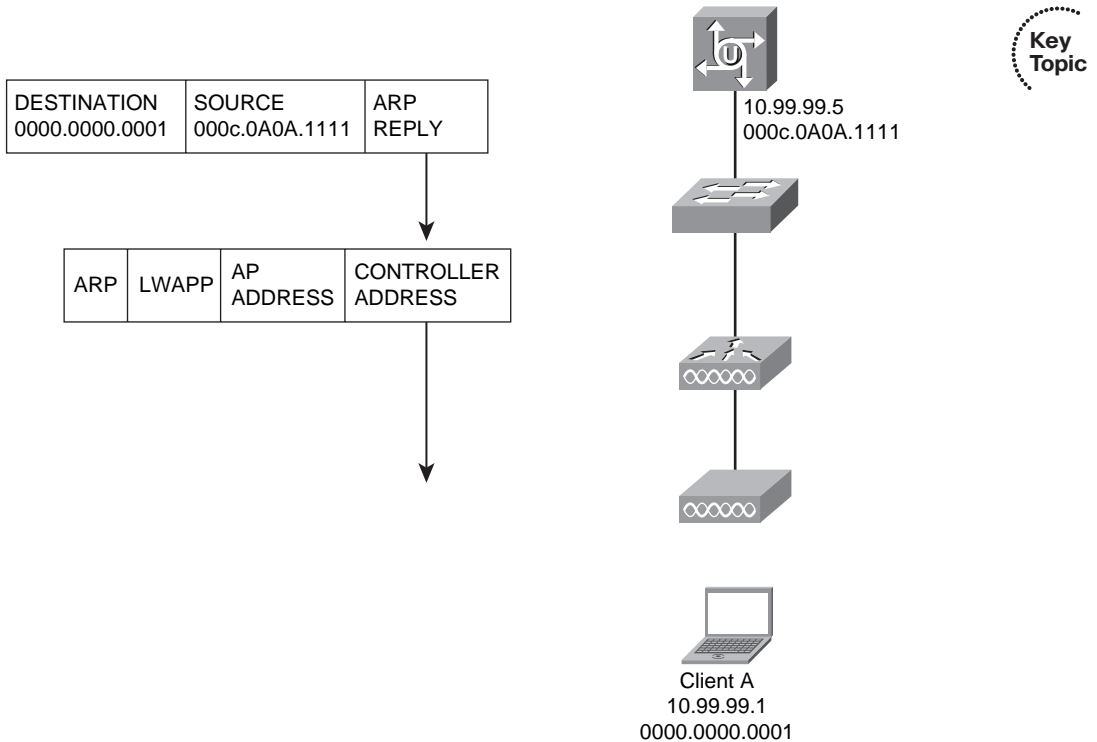 Key
Topic
DESTINATION
0000.0000.0001
SOURCE
000c.0A0A.1111
ARP
REPLY
U
10.99.99.5
000c.0A0A.1111
ARP
LWAPP
AP
ADDRESS
CONTROLLER
ADDRESS
Client A
10.99.99.1
0000.0000.0001